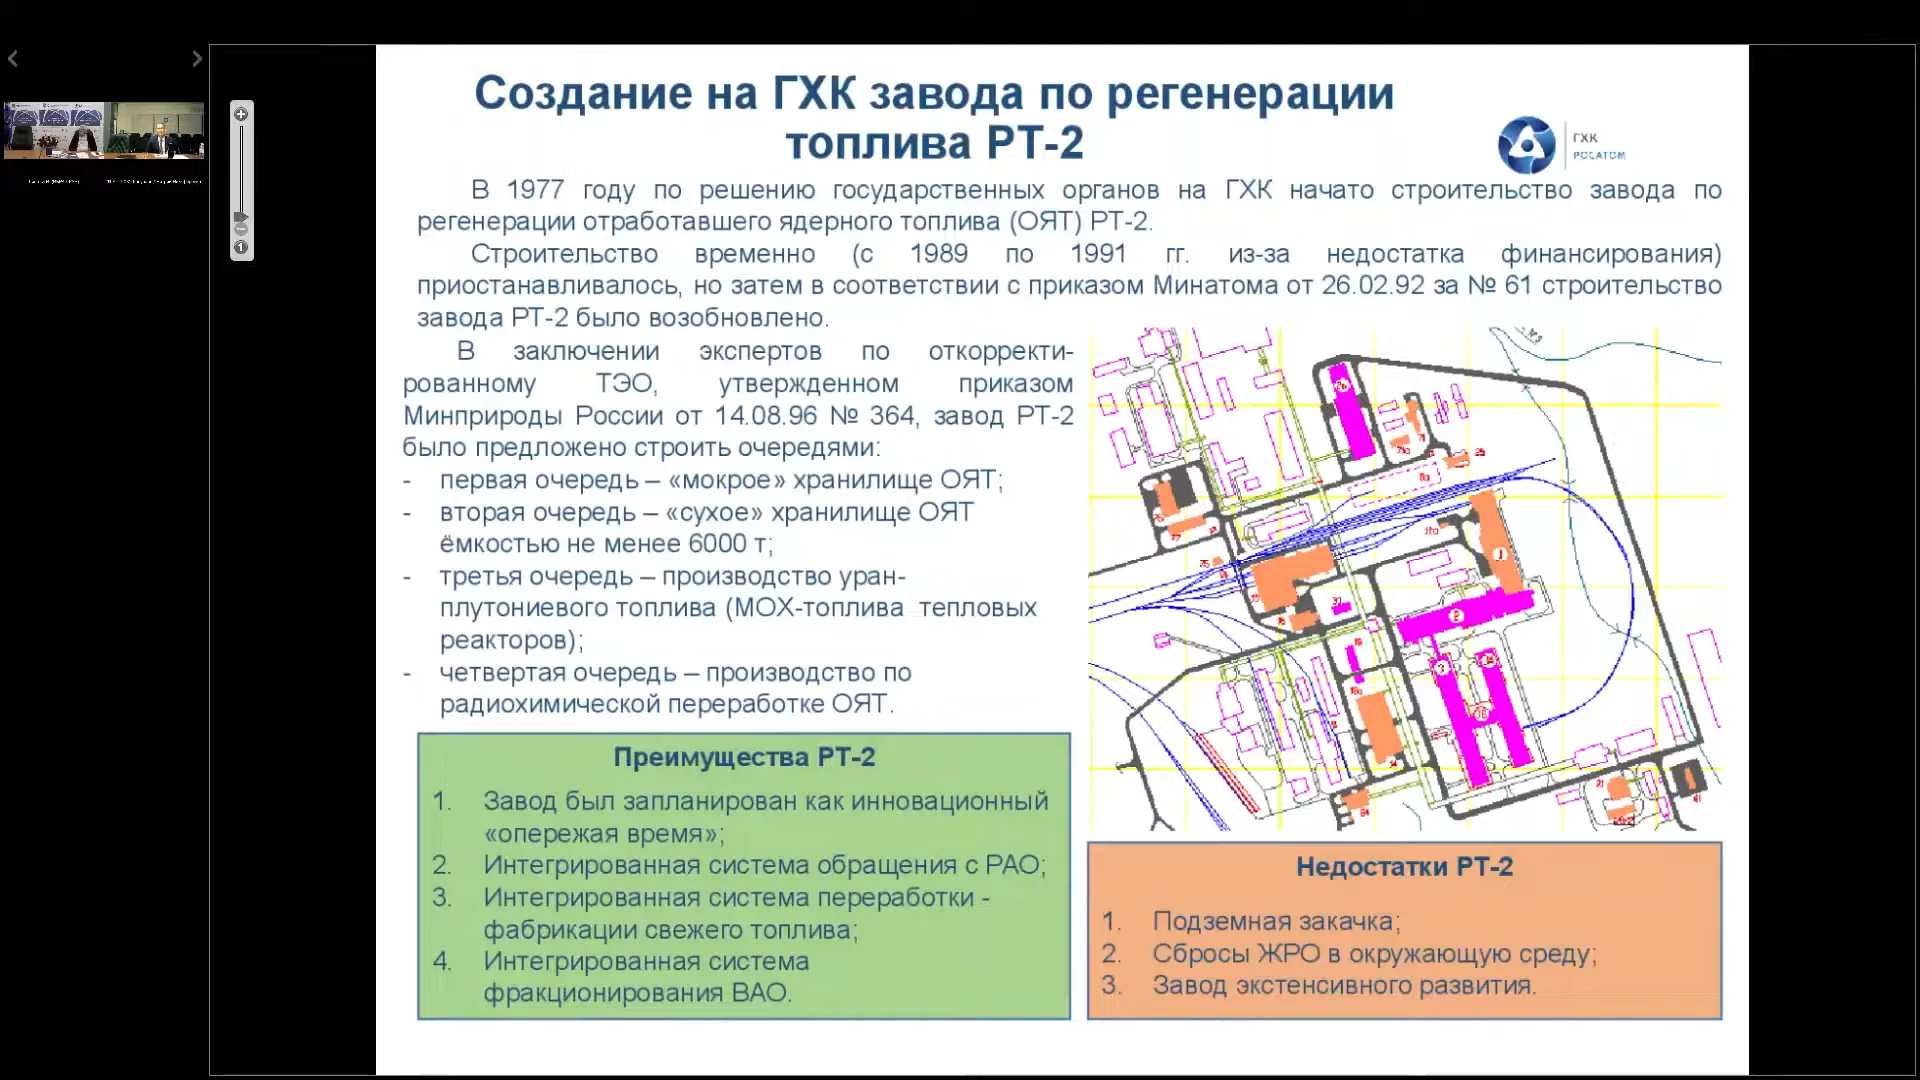 Создание на ГХК завода по регенерации
топлива РТ-2
ГХК
РОСАТОМ
В 1977 году по решению государственных органов на ГХК начато строительство завода по
регенерации отработавшего ядерного топлива (ОЯТ) РТ-2.
Строительство временно (с 1989 по 1991 гг. из-за недостатка финансирования)
приостанавливалось, но затем в соответствии с приказом Минатома от 26.02.92 за № 61 строительство
завода РТ-2 было возобновлено.
В заключении экспертов по откорректи-
рованному ТЭО, утвержденном приказом
Минприроды России от 14.08.96 № 364, завод РТ-2
было предложено строить очередями:
- первая очередь – «мокрое» хранилище ОЯТ;
- вторая очередь – «сухое» хранилище ОЯТ
ёмкостью не менее 6000 т;
- третья очередь – производство уран-
плутониевого топлива (МОХ-топлива тепловых
реакторов);
- четвертая очередь – производство по
радиохимической переработке ОЯТ.
Преимущества РТ-2
1. Завод был запланирован как инновационный
«опережая время»;
2. Интегрированная система обращения с РАО;
3. Интегрированная система переработки -
фабрикации свежего топлива;
4. Интегрированная система
фракционирования ВАО.
Недостатки РТ-2
1. Подземная закачка;
2. Сбросы ЖРО в окружающую среду;
3. Завод экстенсивного развития.